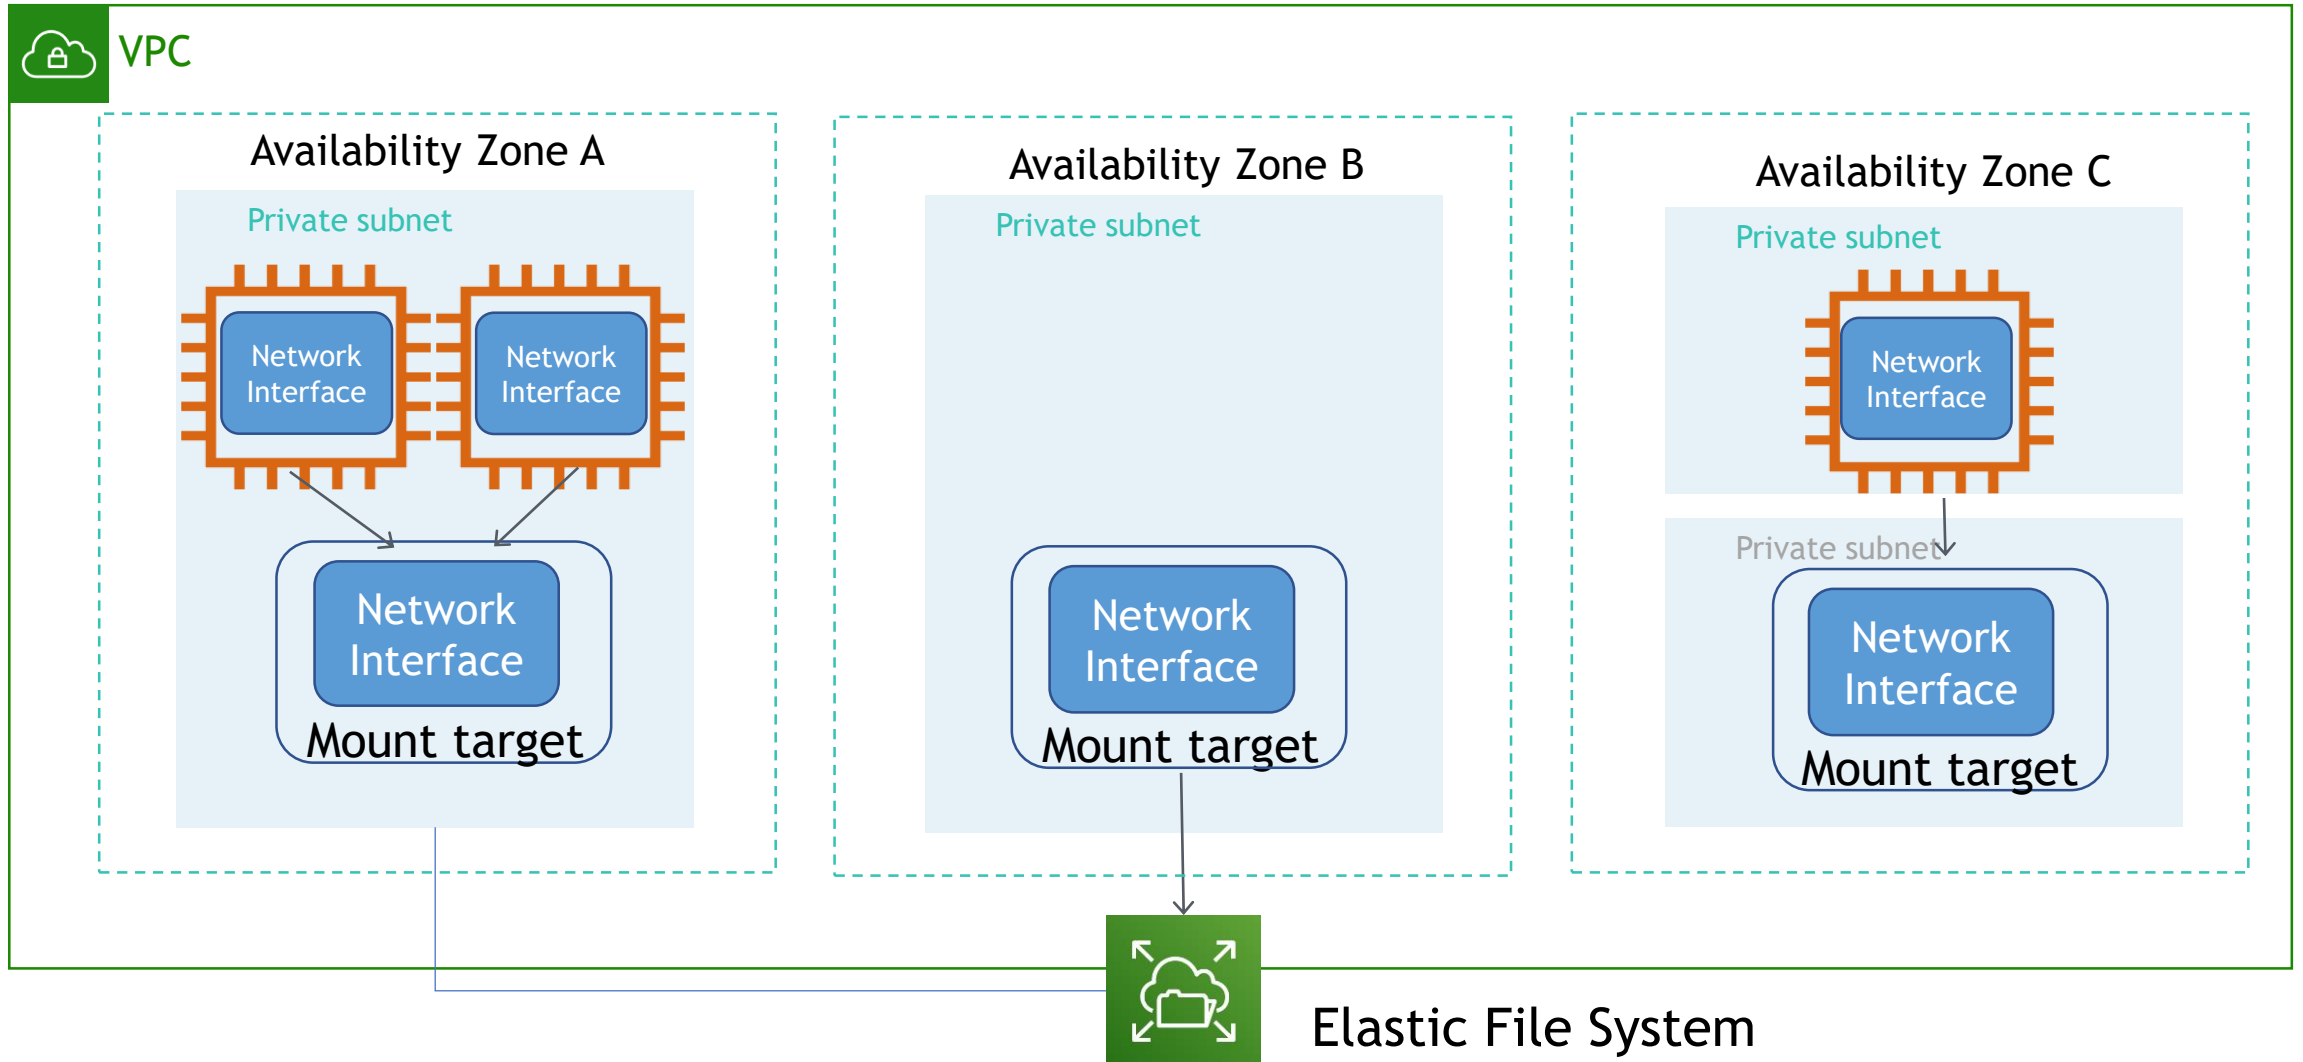 VPC
Availability Zone A
Private subnet
Network
Interface
Network
Interface
Network
Interface
Mount target
Availability Zone B
Private subnet
Network
Interface
Mount target
Availability Zone C
Private subnet
Network
Interface
Private subnet
Network
Interface
Mount target
Elastic File System